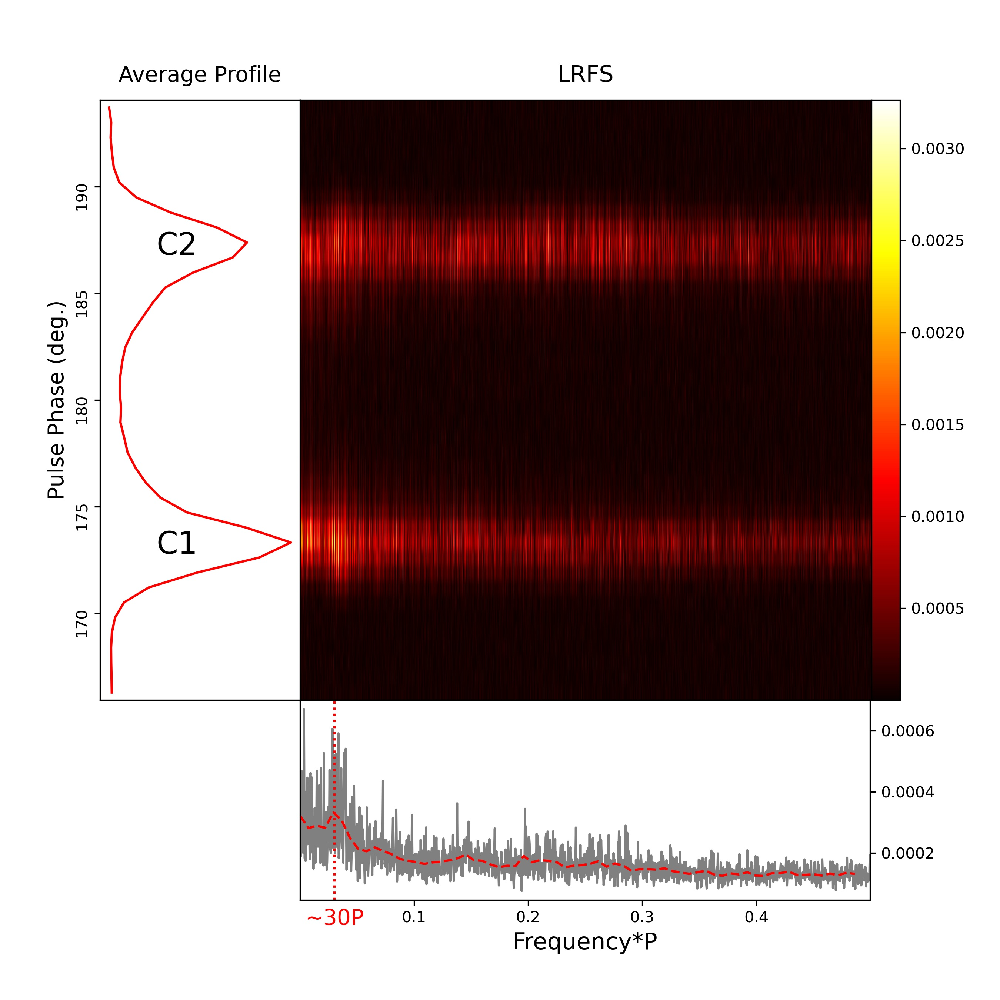 Average Profile
LRFS
Pulse Phase (deg.)
190
185
180
175
170
C2
C1
0.0030
0.0025
0.0020
0.0015
0.0010
0.0005
0.0006
0.0004
0.0002
~30P
0.1
0.2
0.3
0.4
Frequency*P